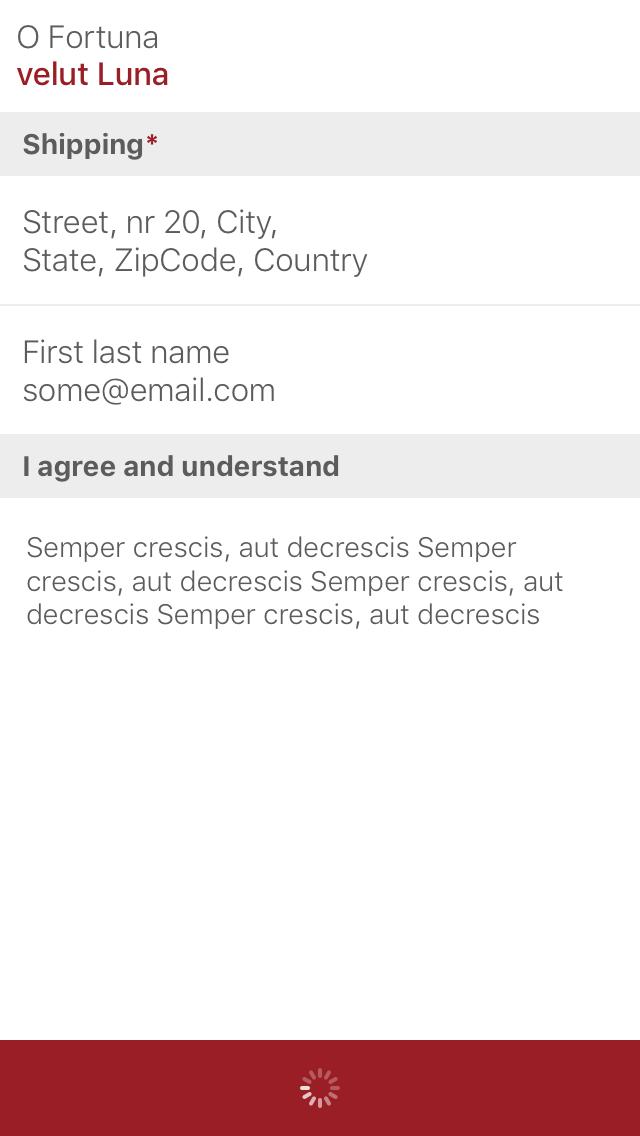 O Fortuna
velut Luna
Shipping*
Street, nr 20, City,
State, ZipCode, Country
First last name
some@email.com
I agree and understand
Semper crescis, aut decrescis Semper
crescis, aut decrescis Semper crescis, aut
decrescis Semper crescis, aut decrescis